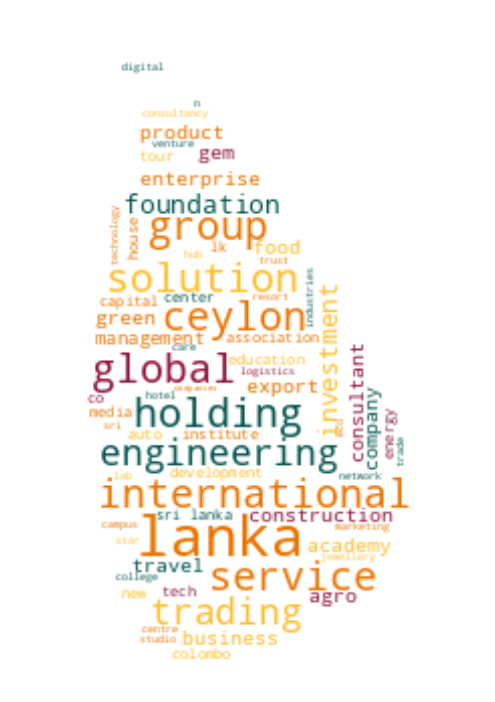 digital
n
consultancy
product
venture
tour gem
enterprise
foundation
technology
house
group
lk food
hub
trust
solution
center resort
capital
industries
green ceylon
management association
investment
care
global education
logistics
companies
export
co hotel
consultant
company
energy
trade
media holding
sri
auto institute
eco
engineering
development
lab network
international
sri lanka construction
campus lanka marketing
star academy
jewellery
travel
college service
new tech agro
trading
centre
studio business
colombo